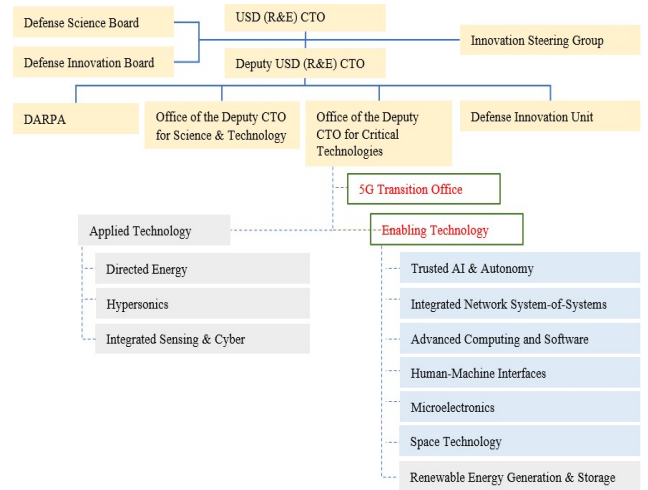 Defense Science Board
USD (R&E) CTO
Innovation Steering Group
Defense Innovation Board
Deputy USD (R&E) CTO
DARPA
Office of the Deputy CTO
for Science & Technology
Office of the Deputy
CTO for Critical
Technologies
Defense Innovation Unit
5G Transition Office
Applied Technology
Enabling Technology
Directed Energy
Hypersonics
Integrated Sensing & Cyber
Trusted AI & Autonomy
Integrated Network System-of-Systems
Advanced Computing and Software
Human-Machine Interfaces
Microelectronics
Space Technology
Renewable Energy Generation & Storage